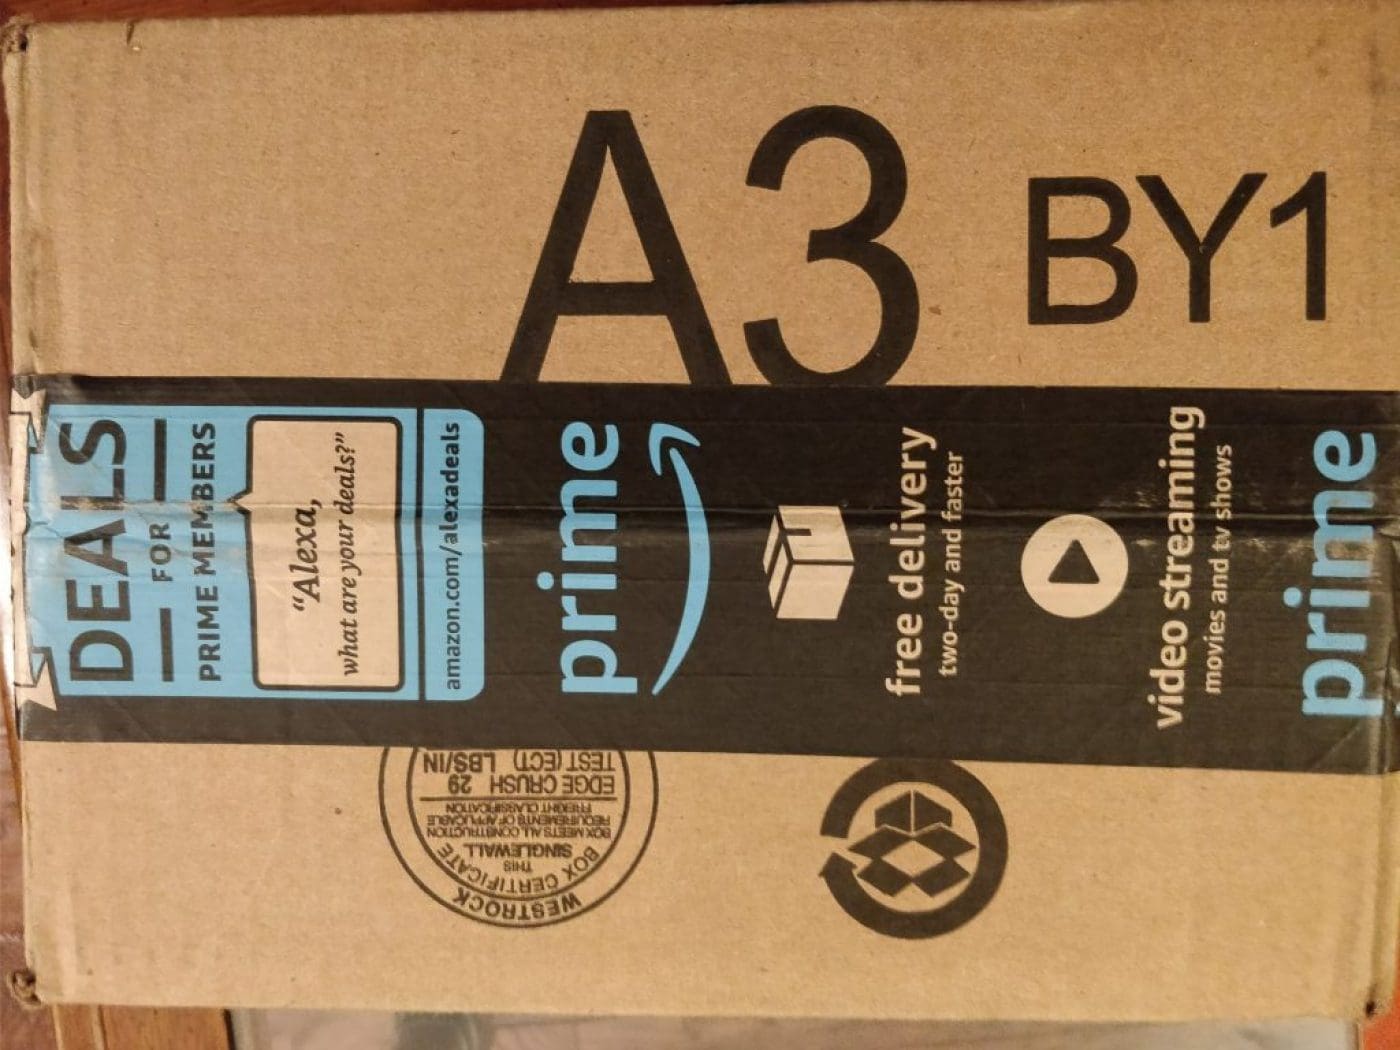 A3
BY1
DEALS
FOR
PRIME MEMBERS
"Alexa,
what are your deals?"
amazon.com/alexadeals
prime
free delivery
two-day and faster
video streaming
movies and tv shows
prime
WESTROCK
BOX CERTIFICATE
THIS
SINGLEWALL
BOX MEETS ALL CONSTRUCTION
REQUIREMENTS OF APPLICABLE
FREIGHT CLASSIFICATION
EDGE CRUSH 29
TEST (ECT) LBS/IN